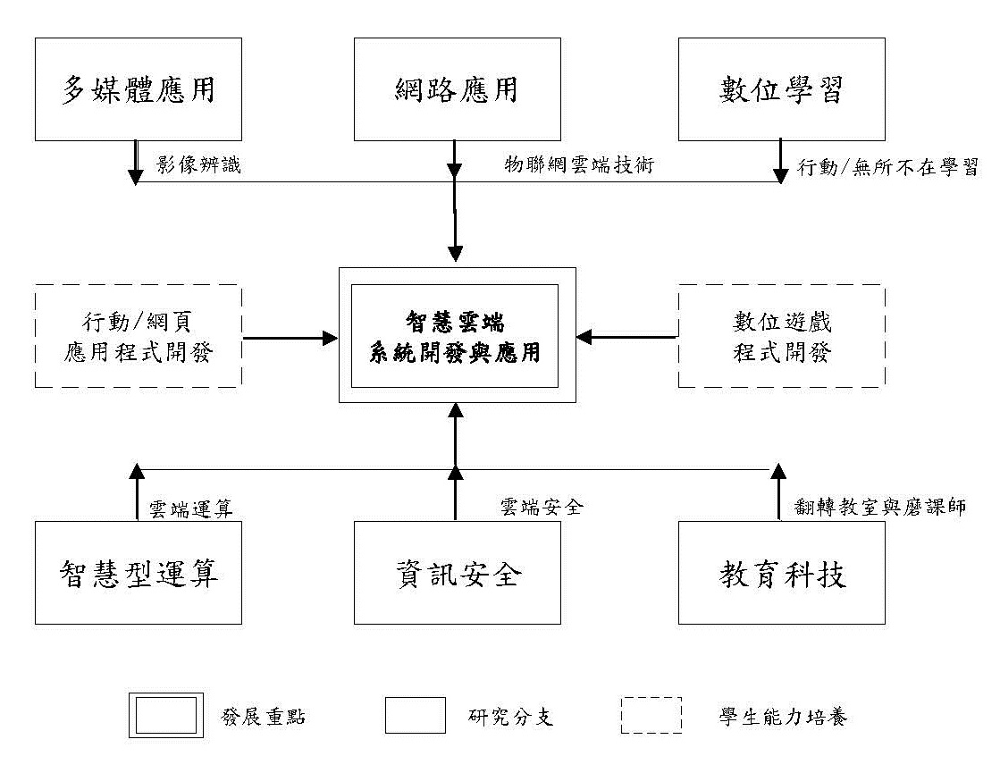 多媒體應用
網路應用
數位學習
影像辨識
物聯網雲端技術
行動/無所不在學習
行動/網頁
應用程式開發
智慧雲端
系統開發與應用
數位遊戲
程式開發
雲端運算
雲端安全
翻轉教室與磨課師
智慧型運算
資訊安全
教育科技
發展重點
研究分支
學生能力培養